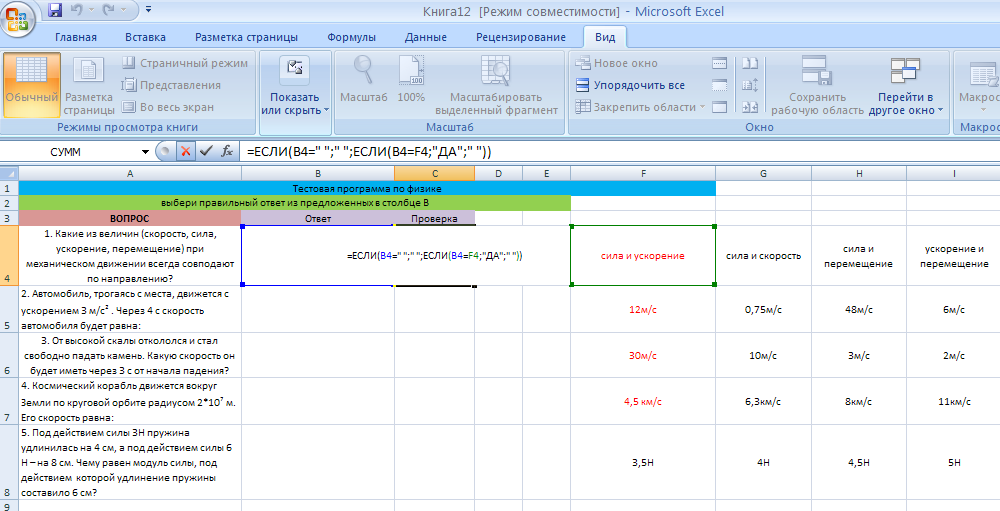 Книга12 [Режим совместимости] - Microsoft Excel
Главная Вставка Разметка страницы Формулы Данные Рецензирование Вид
Обычный
Разметка
страницы
Страничный режим
Представления
Во весь экран
Режимы просмотра книги
Показать
или скрыть
Масштаб
100%
Масштабировать
выделенный фрагмент
Масштаб
Новое окно
Упорядочить все
Закрепить области
Сохранить
рабочую область
Перейти в
другое окно
Окно
Макрос
Макрос
СУММ
=ЕСЛИ(B4=" ";" ";ЕСЛИ(B4=F4;"ДА";" "))
A B C D E F G H I
1 Тестовая программа по физике
2 выбери правильный ответ из предложенных в столбце В
3 ВОПРОС Ответ Проверка
1. Какие из величин (скорость, сила,
ускорение, перемещение) при
механическом движении всегда совподают
по направлению?
4
=ЕСЛИ(B4=" ";" ";ЕСЛИ(B4=F4;"ДА";" "))
сила и ускорение
сила и скорость
сила и
перемещение
ускорение и
перемещение
2. Автомобиль, трогаясь с места, движется с
ускорением 3 м/с² . Через 4 с скорость
автомобиля будет равна:
5
12м/с 0,75м/с 48м/с 6м/с
3. От высокой скалы откололся и стал
свободно падать камень. Какую скорость он
будет иметь через 3 с от начала падения?
6
30м/с 10м/с 3м/с 2м/с
4. Космический корабль движется вокруг
Земли по круговой орбите радиусом 2*10⁷ м.
Его скорость равна:
7
4,5 км/с 6,3км/с 8км/с 11км/с
5. Под действием силы 3Н пружина
удлинилась на 4 см, а под действием силы 6
Н – на 8 см. Чему равен модуль силы, под
действием которой удлинение пружины
составило 6 см?
8
3,5Н 4Н 4,5Н 5Н
9